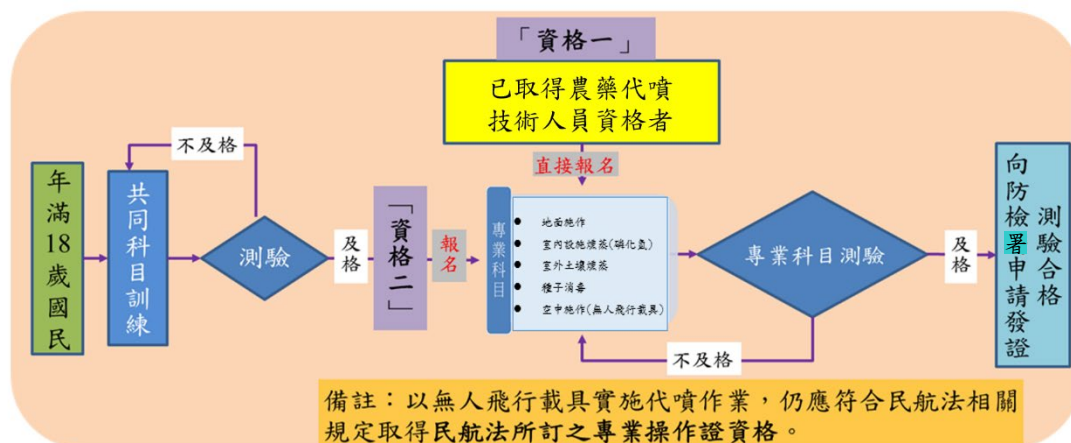 「資格一」
已取得農藥代噴
技術人員資格者
直接報名
年滿18歲國民
共同科目訓練
不及格
測驗
及格
「資格二」
報名
專業科目
● 地面施作
● 室內設施燻蒸(磷化氫)
● 室外土壤燻蒸
● 種子消毒
● 空中施作(無人飛行載具)
專業科目測驗
不及格
及格
測驗合格
向防檢署申請發證
備註：以無人飛行載具實施代噴作業，仍應符合民航法相關
規定取得民航法所訂之專業操作證資格。